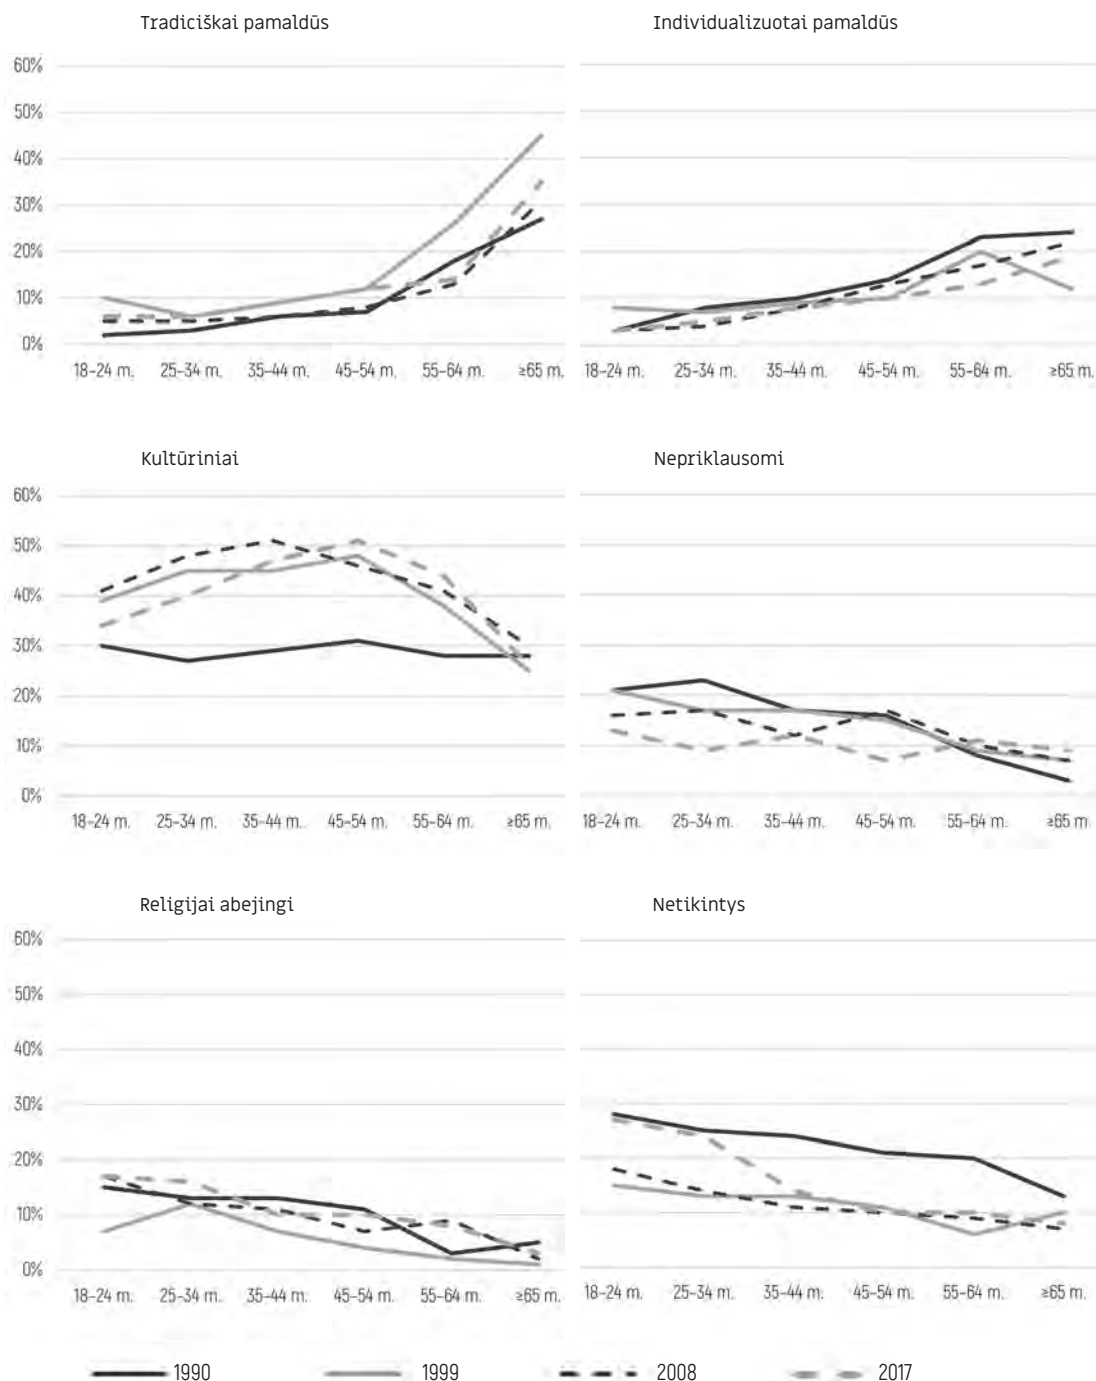 Tradiciškai pamaldūs
60%
50%
40%
30%
20%
10%
0%
18–24 m. 25–34 m. 35–44 m. 45–54 m. 55–64 m. ≥65 m.
Individualizuotai pamaldūs
18–24 m. 25–34 m. 35–44 m. 45–54 m. 55–64 m. ≥65 m.
Kultūriniai
60%
50%
40%
30%
20%
10%
0%
18–24 m. 25–34 m. 35–44 m. 45–54 m. 55–64 m. ≥65 m.
Nepriklausomi
18–24 m. 25–34 m. 35–44 m. 45–54 m. 55–64 m. ≥65 m.
Religijai abejingi
60%
50%
40%
30%
20%
10%
0%
18–24 m. 25–34 m. 35–44 m. 45–54 m. 55–64 m. ≥65 m.
Netikintys
18–24 m. 25–34 m. 35–44 m. 45–54 m. 55–64 m. ≥65 m.
1990 1999 2008 2017